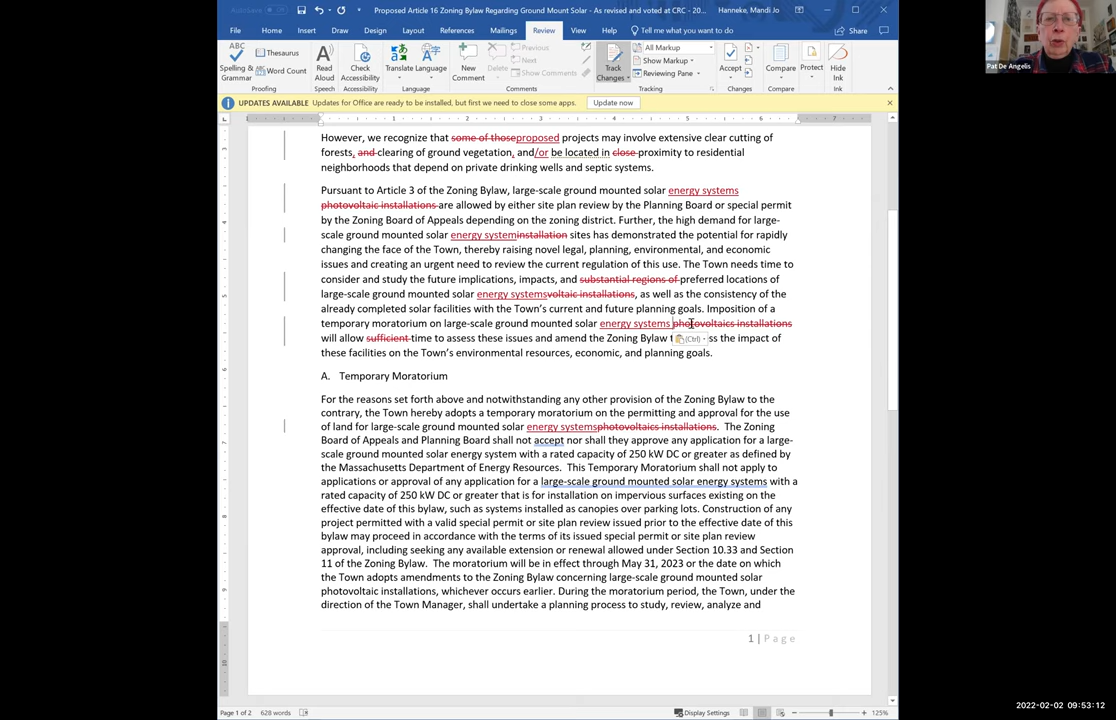 AutoSave
Proposed Article 16 Zoning Bylaw Regarding Ground Mount Solar - As revised and voted at CRC - 20...
Hanneke, Mandi Jo
File Home Insert Draw Design Layout References Mailings Review View Help Tell me what you want to do Share
ABC
Spelling & Grammar
Thesaurus
Word Count
Read Aloud
Check Accessibility
Translate
Language
New Comment
Delete
Previous
Next
Show Comments
Track Changes
All Markup
Show Markup
Reviewing Pane
Accept
Compare
Protect
Hide Ink
Proofing Speech Accessibility Language Comments Tracking Changes Compare Ink
UPDATES AVAILABLE Updates for Office are ready to be installed, but first we need to close some apps. Update now
However, we recognize that some of thoseproposed projects may involve extensive clear cutting of
forests, and clearing of ground vegetation, and/or be located in close proximity to residential
neighborhoods that depend on private drinking wells and septic systems.
Pursuant to Article 3 of the Zoning Bylaw, large-scale ground mounted solar energy systems
photovoltaic installations are allowed by either site plan review by the Planning Board or special permit
by the Zoning Board of Appeals depending on the zoning district. Further, the high demand for large-
scale ground mounted solar energy systeminstallation sites has demonstrated the potential for rapidly
changing the face of the Town, thereby raising novel legal, planning, environmental, and economic
issues and creating an urgent need to review the current regulation of this use. The Town needs time to
consider and study the future implications, impacts, and substantial regions of preferred locations of
large-scale ground mounted solar energy systemsvoltaic installations, as well as the consistency of the
already completed solar facilities with the Town's current and future planning goals. Imposition of a
temporary moratorium on large-scale ground mounted solar energy systems photovoltaics installations
will allow sufficient time to assess these issues and amend the Zoning Bylaw t (Ctrl) ss the impact of
these facilities on the Town's environmental resources, economic, and planning goals.
A. Temporary Moratorium
For the reasons set forth above and notwithstanding any other provision of the Zoning Bylaw to the
contrary, the Town hereby adopts a temporary moratorium on the permitting and approval for the use
of land for large-scale ground mounted solar energy systemsphotovoltaics installations. The Zoning
Board of Appeals and Planning Board shall not accept nor shall they approve any application for a large-
scale ground mounted solar energy system with a rated capacity of 250 kW DC or greater as defined by
the Massachusetts Department of Energy Resources. This Temporary Moratorium shall not apply to
applications or approval of any application for a large-scale ground mounted solar energy systems with a
rated capacity of 250 kW DC or greater that is for installation on impervious surfaces existing on the
effective date of this bylaw, such as systems installed as canopies over parking lots. Construction of any
project permitted with a valid special permit or site plan review issued prior to the effective date of this
bylaw may proceed in accordance with the terms of its issued special permit or site plan review
approval, including seeking any available extension or renewal allowed under Section 10.33 and Section
11 of the Zoning Bylaw. The moratorium will be in effect through May 31, 2023 or the date on which
the Town adopts amendments to the Zoning Bylaw concerning large-scale ground mounted solar
photovoltaic installations, whichever occurs earlier. During the moratorium period, the Town, under the
direction of the Town Manager, shall undertake a planning process to study, review, analyze and
1 | Page
Page 1 of 2 628 words Display Settings 125%
Pat De Angelis
2022-02-02 09:53:12